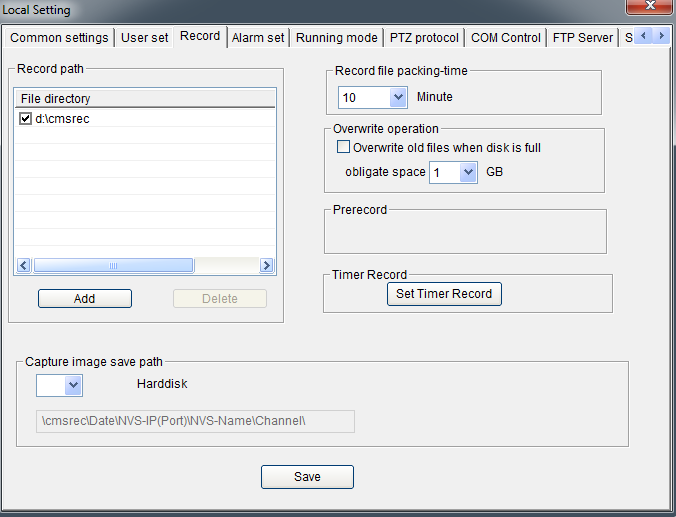 Local Setting
Common settings
User set
Record
Alarm set
Running mode
PTZ protocol
COM Control
FTP Server
S
Record path
File directory
d:\cmsrec
Add
Delete
Record file packing-time
10
Minute
Overwrite operation
Overwrite old files when disk is full
obligate space
1
GB
Prerecord
Timer Record
Set Timer Record
Capture image save path
Harddisk
\cmsrec\Date\NVS-IP(Port)\NVS-Name\Channel\
Save